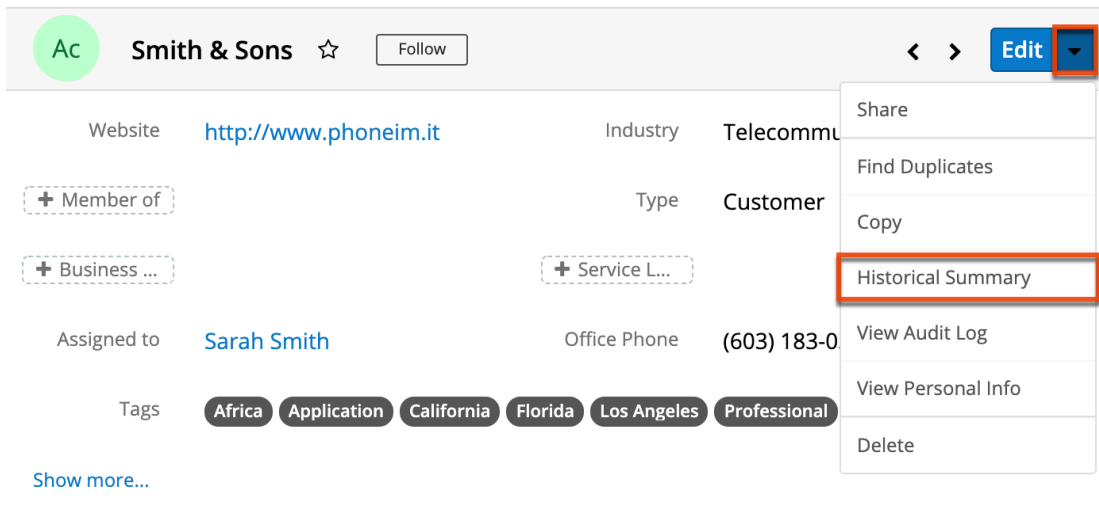 Ac Smith & Sons Follow Edit
Share
Website http://www.phoneim.it Industry Telecommu
Find Duplicates
+ Member of Type Customer
Copy
+ Business ... + Service L...
Historical Summary
Assigned to Sarah Smith Office Phone (603) 183-0
View Audit Log
View Personal Info
Tags Africa Application California Florida Los Angeles Professional
Delete
Show more...